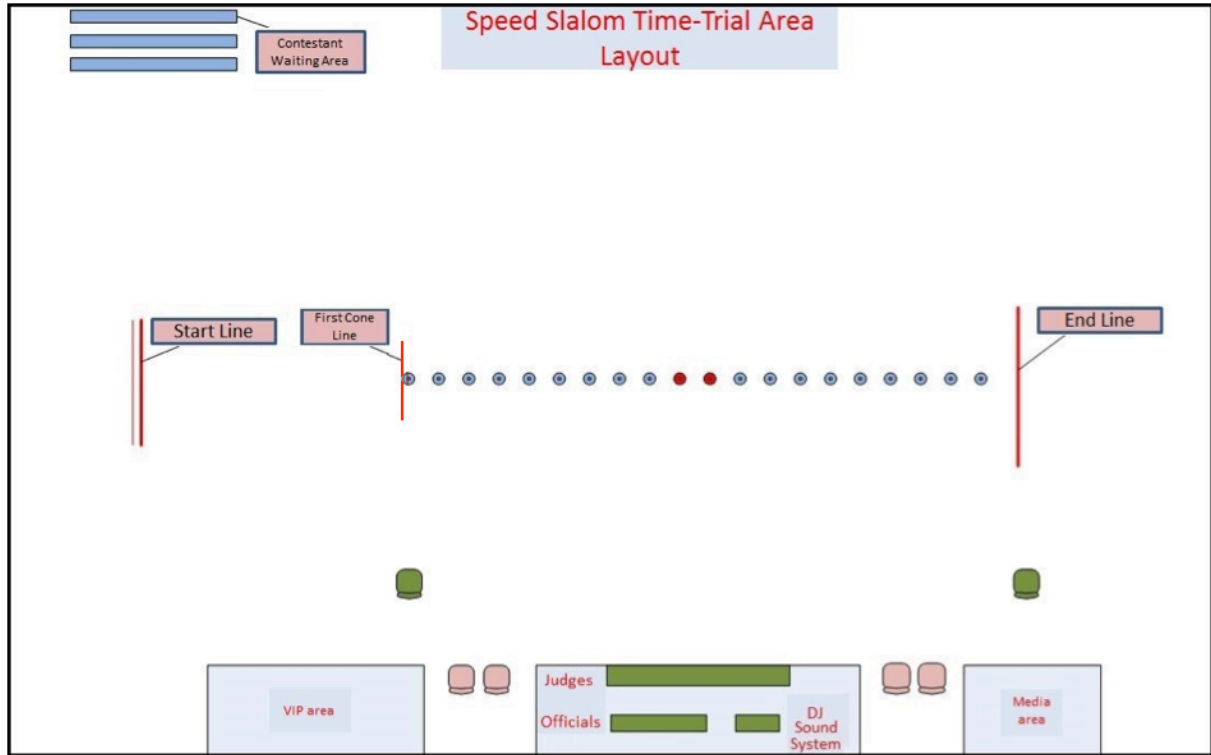 Speed Slalom Time-Trial Area
Layout
Contestant
Waiting Area
Start Line
First Cone
Line
End Line
VIP area
Judges
Officials
DJ
Sound
System
Media
area